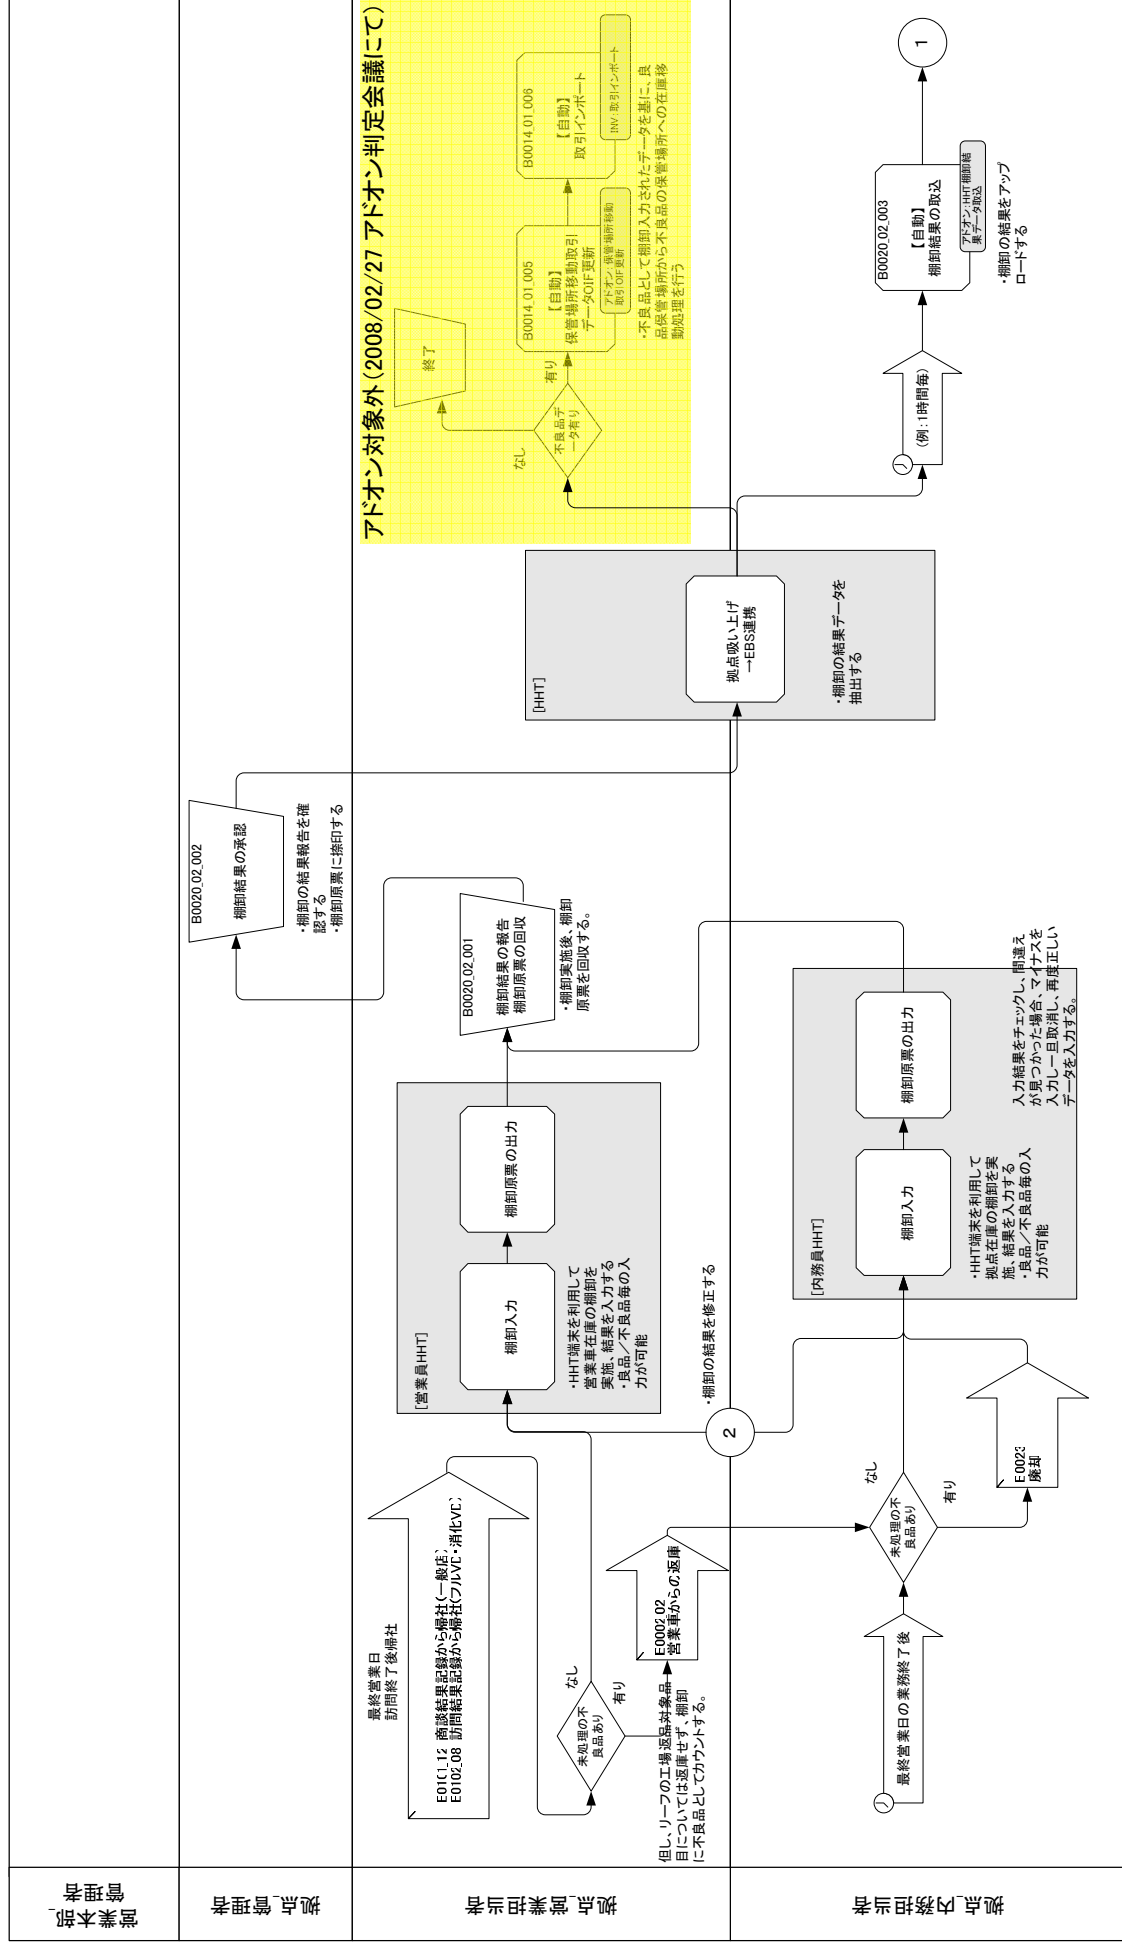 営業本部_
管理者
拠点_管理者
拠点_営業担当者
拠点_内務担当者
B0020_02_002
棚卸結果の承認
・棚卸の結果報告を確
認する
・棚卸原票に捺印する
最終営業日
訪問終了後帰社
商談結果記録から帰社(一般店)
E0102_08 訪問結果記録から帰社(フルVD・消化VD)
未処理の不
良品あり
なし
有り
但し、リーフの工場返品対象品
目については返庫せず、棚卸
に不良品としてカウントする。
E0002_02
営業車からの返庫
[営業員HHT]
棚卸入力
棚卸原票の出力
・HHT端末を利用して
営業車在庫の棚卸を
実施、結果を入力する
・良品/不良品毎の入
力が可能
B0020_02_001
棚卸結果の報告
棚卸原票の回収
・棚卸実施後、棚卸
原票を回収する。
2
・棚卸の結果を修正する
[HHT]
拠点吸い上げ
→EBS連携
・棚卸の結果データを
抽出する
アドオン対象外(2008/02/27 アドオン判定会議にて)
不良品デ
ータ有り
なし
有り
終了
B0014_01_005
【自動】
保管場所移動取引
データOIF更新
アドオン:保管場所移動
取引OIF更新
B0014_01_006
【自動】
取引インポート
INV:取引インポート
・不良品として棚卸入力されたデータを基に、良
品保管場所から不良品の保管場所への在庫移
動処理を行う
最終営業日の業務終了後
未処理の不
良品あり
なし
有り
E0023
廃却
[内務員HHT]
棚卸入力
棚卸原票の出力
・HHT端末を利用して
拠点在庫の棚卸を実
施、結果を入力する
・良品/不良品毎の入
力が可能
入力結果をチェックし、間違え
が見つかった場合、マイナスを
入力し一旦取消し、再度正しい
データを入力する。
(例:1時間毎)
B0020_02_003
【自動】
棚卸結果の取込
アドオン:HHT棚卸結
果データ取込
・棚卸の結果をアップ
ロードする
1